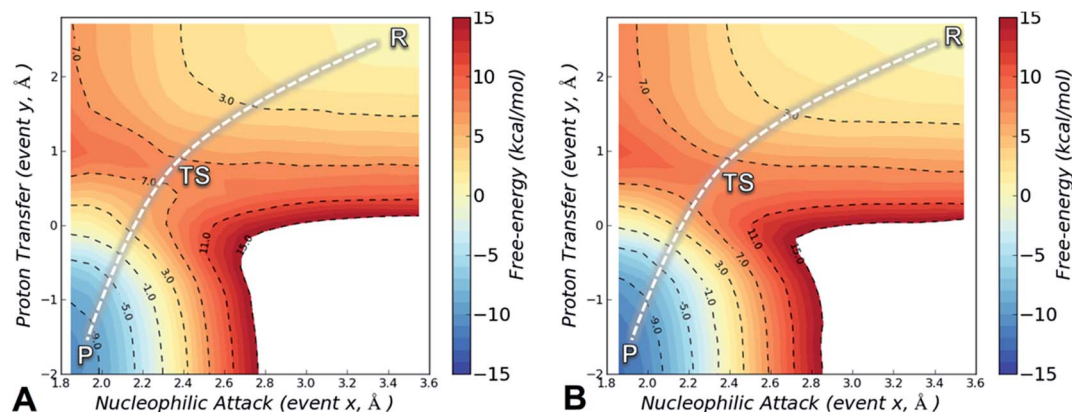 15
10
5
0
−5
−10
−15
Free-energy (kcal/mol)
Proton Transfer (event y, Å)
2
1
0
−1
−2
7.0
3.0
R
TS
7.0
11.0
15.0
3.0
-1.0
-5.0
-9.0
P
1.8 2.0 2.2 2.4 2.6 2.8 3.0 3.2 3.4 3.6
Nucleophilic Attack (event x, Å)
A
15
10
5
0
−5
−10
−15
Free-energy (kcal/mol)
Proton Transfer (event y, Å)
2
1
0
−1
−2
7.0
3.0
R
TS
11.0
15.0
7.0
3.0
-1.0
-5.0
-9.0
P
1.8 2.0 2.2 2.4 2.6 2.8 3.0 3.2 3.4 3.6
Nucleophilic Attack (event x, Å)
B